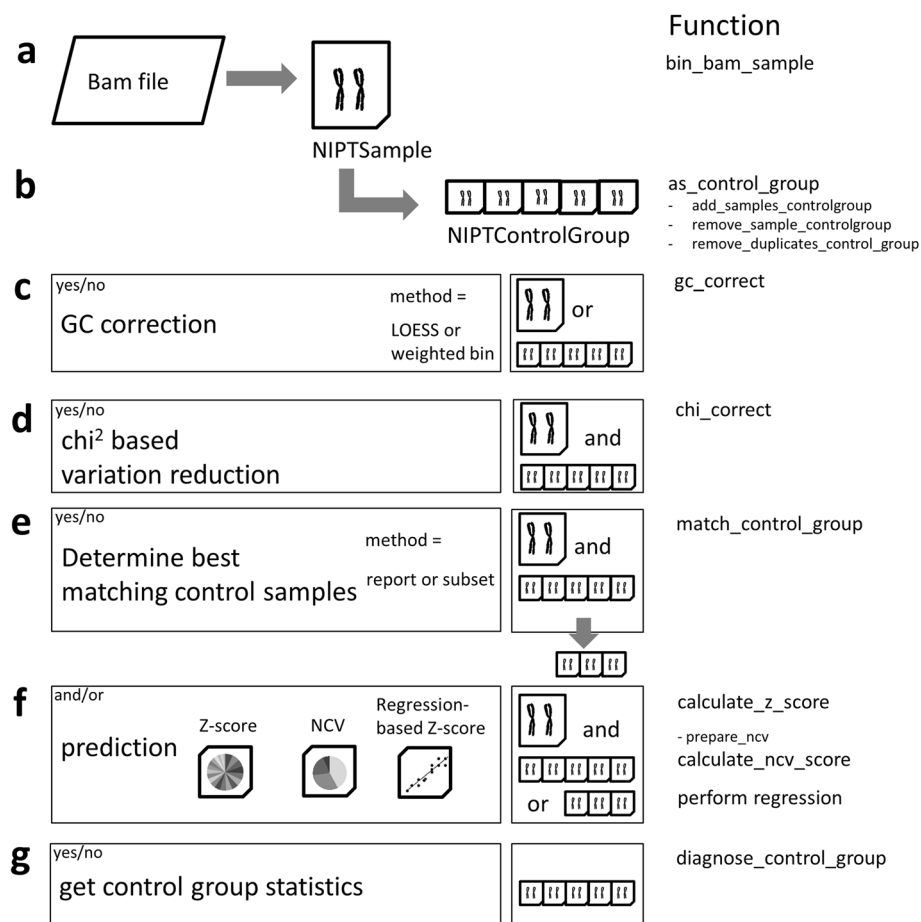 Function
a
Bam file
bin_bam_sample
NIPTSample
b
as_control_group
- add_samples_controlgroup
- remove_sample_controlgroup
- remove_duplicates_control_group
NIPTControlGroup
c
yes/no
GC correction
method =
LOESS or
weighted bin
or
gc_correct
d
yes/no
chi² based
variation reduction
and
chi_correct
e
yes/no
Determine best
matching control samples
method =
report or subset
and
match_control_group
f
and/or
prediction
Z-score
NCV
Regression-
based Z-score
and
or
calculate_z_score
- prepare_ncv
calculate_ncv_score
perform regression
g
yes/no
get control group statistics
diagnose_control_group